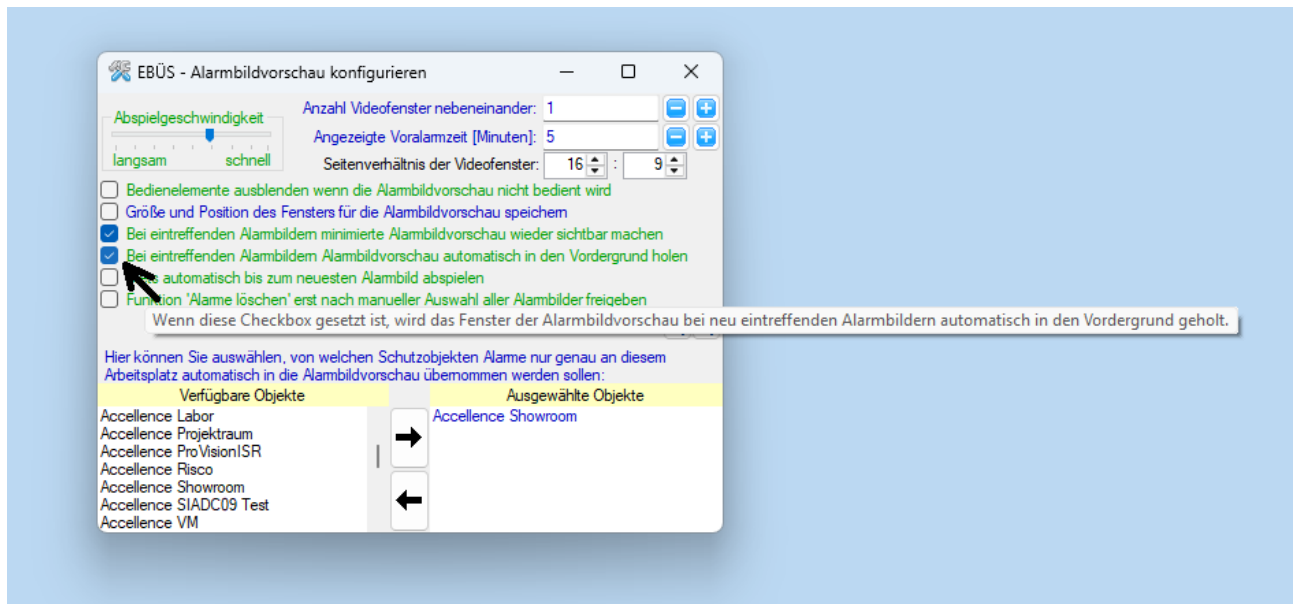 EBÜS - Alarmbildvorschau konfigurieren
Abspielgeschwindigkeit
langsam schnell
Anzahl Videofenster nebeneinander: 1
Angezeigte Voralarmzeit [Minuten]: 5
Seitenverhältnis der Videofenster: 16 : 9
Bedienelemente ausblenden wenn die Alarmbildvorschau nicht bedient wird
Größe und Position des Fensters für die Alarmbildvorschau speichern
Bei eintreffenden Alarmbildern minimierte Alarmbildvorschau wieder sichtbar machen
Bei eintreffenden Alarmbildern Alarmbildvorschau automatisch in den Vordergrund holen
automatisch bis zum neuesten Alarmbild abspielen
Funktion 'Alarme löschen' erst nach manueller Auswahl aller Alarmbilder freigeben
Wenn diese Checkbox gesetzt ist, wird das Fenster der Alarmbildvorschau bei neu eintreffenden Alarmbildern automatisch in den Vordergrund geholt.
Hier können Sie auswählen, von welchen Schutzobjekten Alarme nur genau an diesem
Arbeitsplatz automatisch in die Alarmbildvorschau übernommen werden sollen:
Verfügbare Objekte
Accellence Labor
Accellence Projektraum
Accellence ProVisionISR
Accellence Risco
Accellence Showroom
Accellence SIADC09 Test
Accellence VM
Ausgewählte Objekte
Accellence Showroom